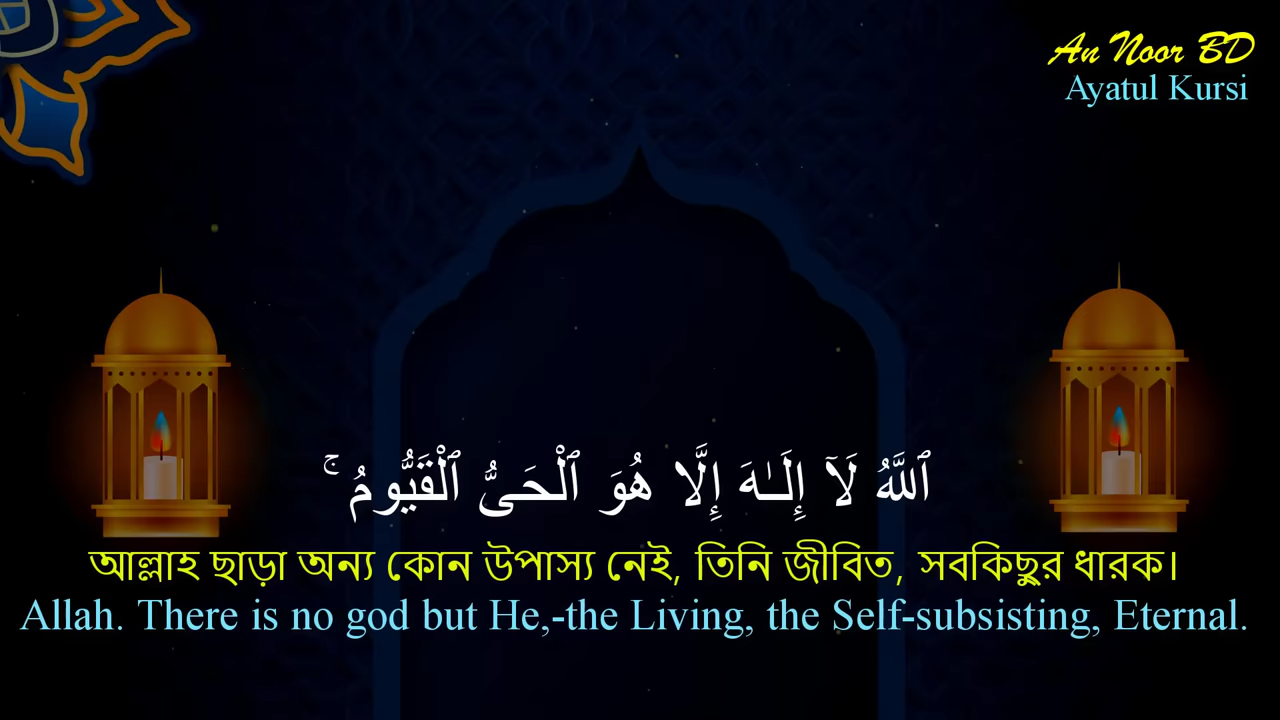 An Noor BD
Ayatul Kursi
ٱللَّهُ لَآ إِلَـٰهَ إِلَّا هُوَ ٱلْحَىُّ ٱلْقَيُّومُ ۚ
আল্লাহ ছাড়া অন্য কোন উপাস্য নেই, তিনি জীবিত, সবকিছুর ধারক।
Allah. There is no god but He,-the Living, the Self-subsisting, Eternal.